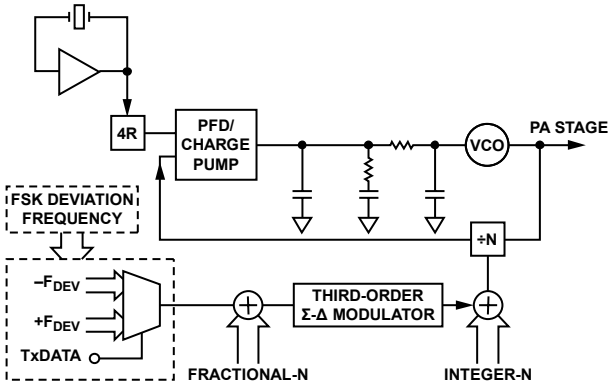 4R
PFD/
CHARGE
PUMP
VCO
PA STAGE
FSK DEVIATION
FREQUENCY
÷N
–FDEV
+FDEV
TxDATA
THIRD-ORDER
Σ-Δ MODULATOR
FRACTIONAL-N
INTEGER-N